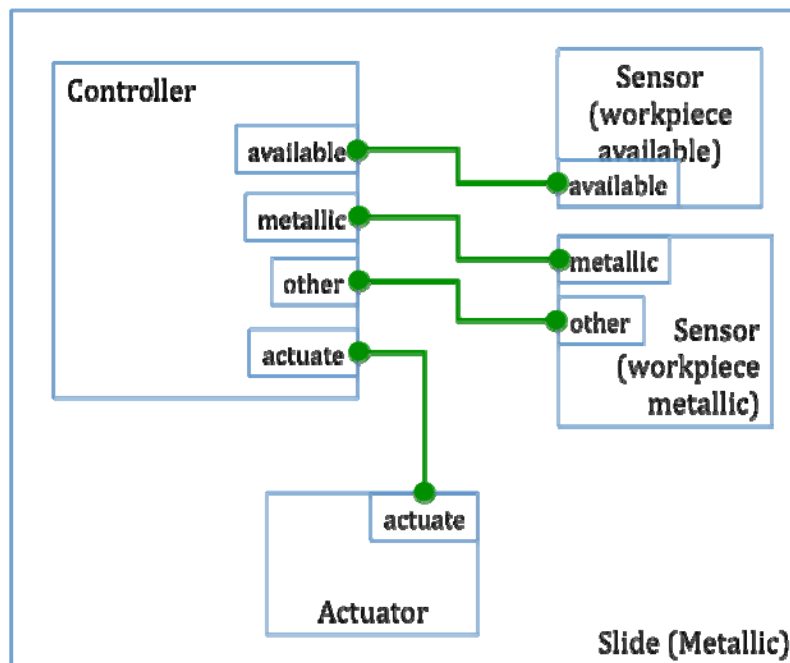 Controller
available
metallic
other
actuate
Sensor
(workpiece
available)
available
metallic
other
Sensor
(workpiece
metallic)
actuate
Actuator
Slide (Metallic)